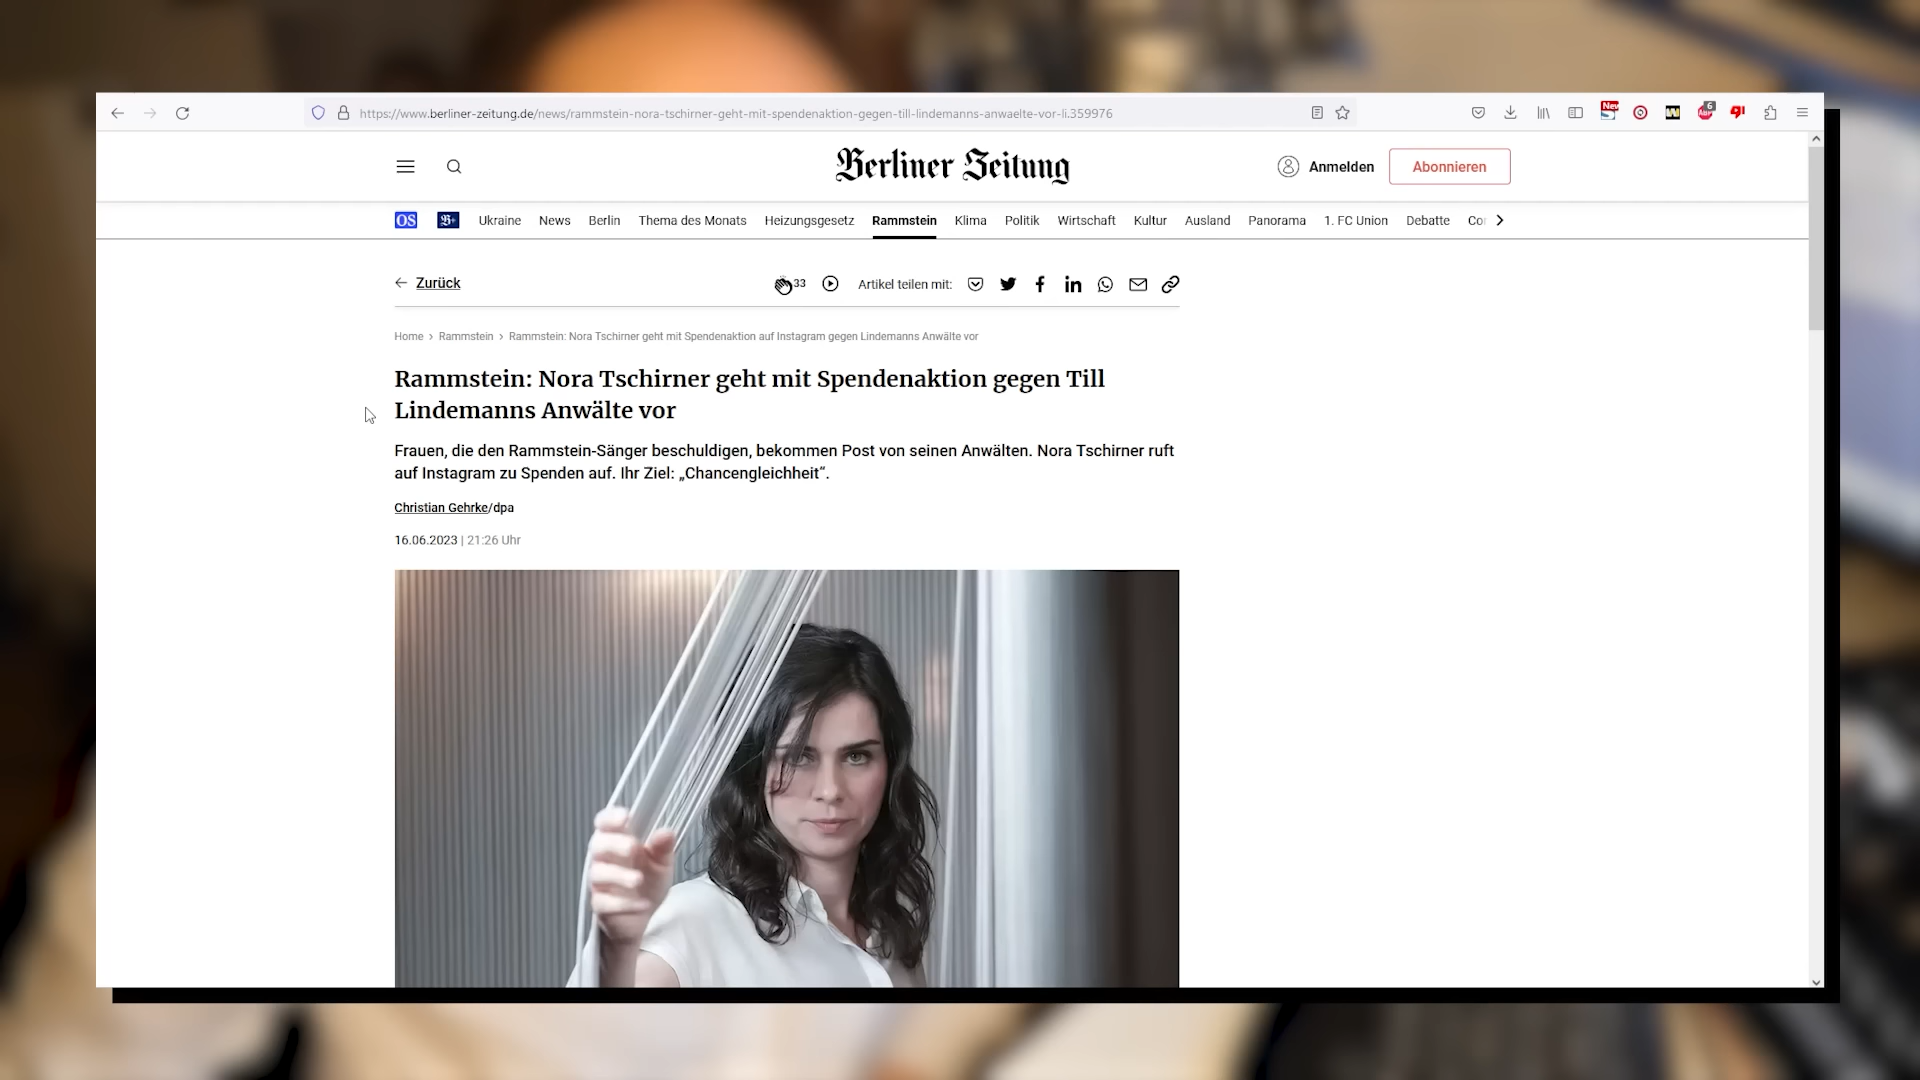 https://www.berliner-zeitung.de/news/rammstein-nora-tschirner-geht-mit-spendenaktion-gegen-till-lindemanns-anwaelte-vor-li.359976
New
6
ABP
Berliner Zeitung
Anmelden
Abonnieren
OS B+ Ukraine News Berlin Thema des Monats Heizungsgesetz Rammstein Klima Politik Wirtschaft Kultur Ausland Panorama 1. FC Union Debatte
Zurück
33
Artikel teilen mit:
Home › Rammstein › Rammstein: Nora Tschirner geht mit Spendenaktion auf Instagram gegen Lindemanns Anwälte vor
Rammstein: Nora Tschirner geht mit Spendenaktion gegen Till
Lindemanns Anwälte vor
Frauen, die den Rammstein-Sänger beschuldigen, bekommen Post von seinen Anwälten. Nora Tschirner ruft
auf Instagram zu Spenden auf. Ihr Ziel: „Chancengleichheit“.
Christian Gehrke/dpa
16.06.2023 | 21:26 Uhr